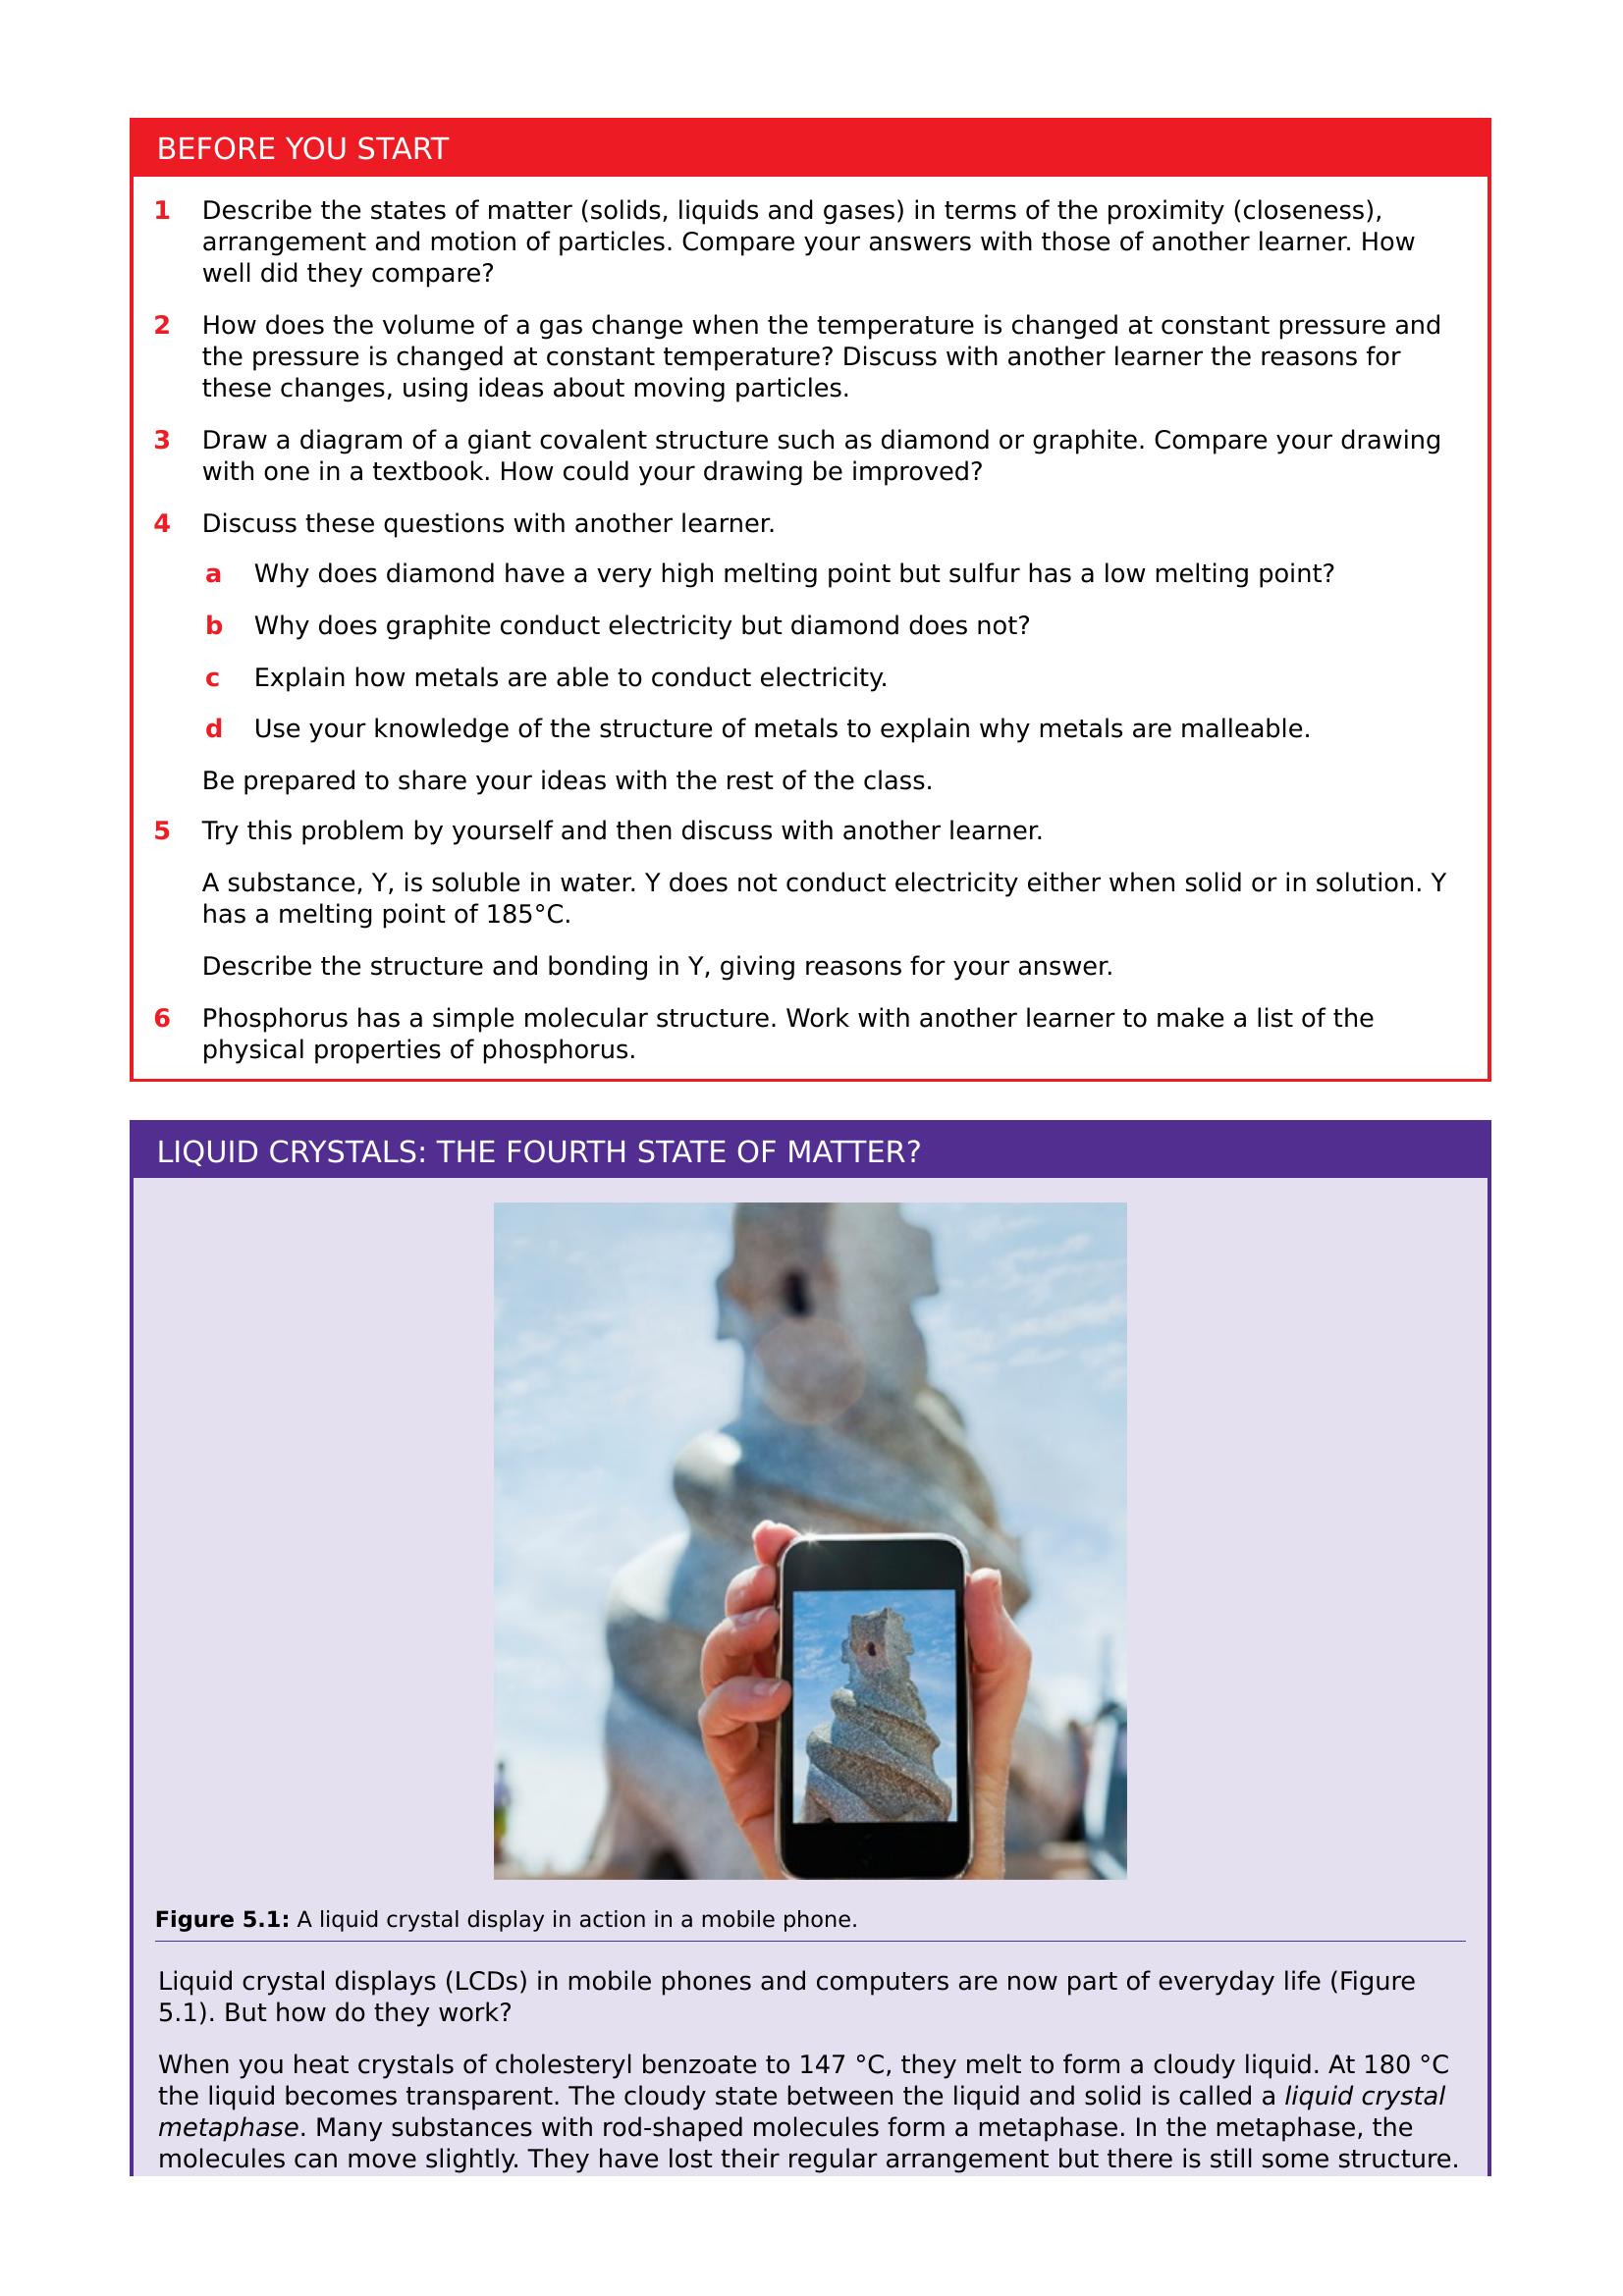 BEFORE YOU START
1 Describe the states of matter (solids, liquids and gases) in terms of the proximity (closeness),
arrangement and motion of particles. Compare your answers with those of another learner. How
well did they compare?
2 How does the volume of a gas change when the temperature is changed at constant pressure and
the pressure is changed at constant temperature? Discuss with another learner the reasons for
these changes, using ideas about moving particles.
3 Draw a diagram of a giant covalent structure such as diamond or graphite. Compare your drawing
with one in a textbook. How could your drawing be improved?
4 Discuss these questions with another learner.
a Why does diamond have a very high melting point but sulfur has a low melting point?
b Why does graphite conduct electricity but diamond does not?
c Explain how metals are able to conduct electricity.
d Use your knowledge of the structure of metals to explain why metals are malleable.
Be prepared to share your ideas with the rest of the class.
5 Try this problem by yourself and then discuss with another learner.
A substance, Y, is soluble in water. Y does not conduct electricity either when solid or in solution. Y
has a melting point of 185°C.
Describe the structure and bonding in Y, giving reasons for your answer.
6 Phosphorus has a simple molecular structure. Work with another learner to make a list of the
physical properties of phosphorus.
LIQUID CRYSTALS: THE FOURTH STATE OF MATTER?
Figure 5.1: A liquid crystal display in action in a mobile phone.
Liquid crystal displays (LCDs) in mobile phones and computers are now part of everyday life (Figure
5.1). But how do they work?
When you heat crystals of cholesteryl benzoate to 147 °C, they melt to form a cloudy liquid. At 180 °C
the liquid becomes transparent. The cloudy state between the liquid and solid is called a liquid crystal
metaphase. Many substances with rod-shaped molecules form a metaphase. In the metaphase, the
molecules can move slightly. They have lost their regular arrangement but there is still some structure.